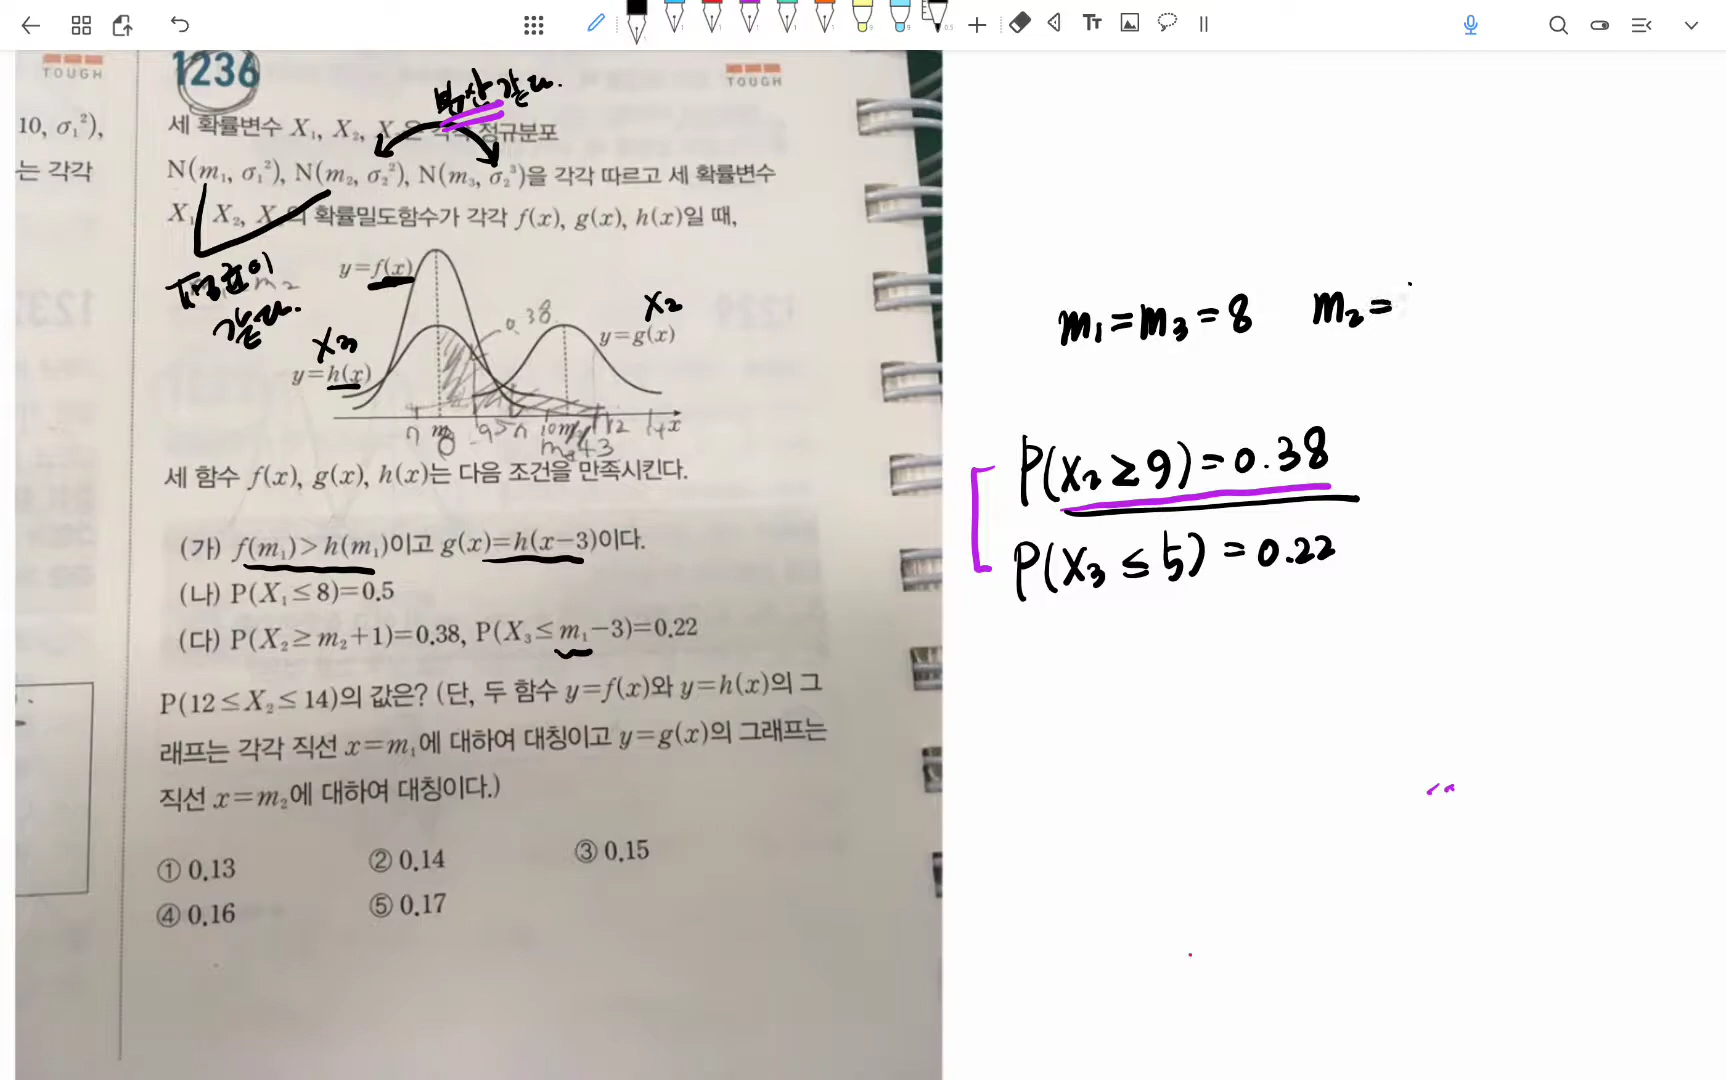 TOUGH
1236
TOUGH
분산 같다.
10, σ₁²),
는 각각
세 확률변수 X₁, X₂, X 은 각각 정규분포
N(m₁, σ₁²), N(m₂, σ₂²), N(m₃, σ₂³)을 각각 따르고 세 확률변수
X₁ X₂, X 의 확률밀도함수가 각각 f(x), g(x), h(x)일 때,
평균이
같다.
m₂
y=f(x)
0.38
X₂
y=g(x)
X₃
y=h(x)
12
14
x
세 함수 f(x), g(x), h(x)는 다음 조건을 만족시킨다.
(가) f(m₁)>h(m₁)이고 g(x)=h(x-3)이다.
(나) P(X₁≤8)=0.5
(다) P(X₂≥m₂+1)=0.38, P(X₃≤m₁-3)=0.22
P(12≤X₂≤14)의 값은? (단, 두 함수 y=f(x)와 y=h(x)의 그
래프는 각각 직선 x=m₁에 대하여 대칭이고 y=g(x)의 그래프는
직선 x=m₂에 대하여 대칭이다.)
① 0.13 ② 0.14 ③ 0.15
④ 0.16 ⑤ 0.17
m₁=m₃=8 m₂=
P(X₂≥9)=0.38
P(X₃≤5)=0.22